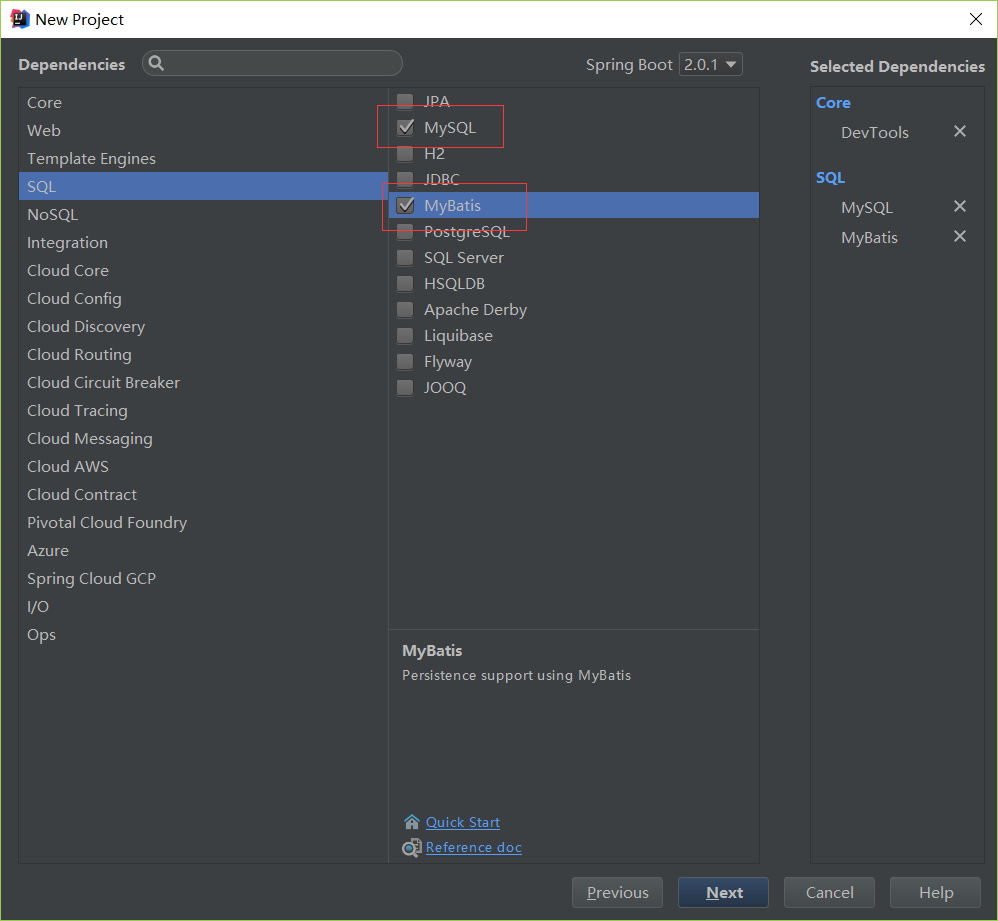 New Project
Dependencies
Spring Boot 2.0.1
Selected Dependencies
Core
Web
Template Engines
SQL
NoSQL
Integration
Cloud Core
Cloud Config
Cloud Discovery
Cloud Routing
Cloud Circuit Breaker
Cloud Tracing
Cloud Messaging
Cloud AWS
Cloud Contract
Pivotal Cloud Foundry
Azure
Spring Cloud GCP
I/O
Ops
JPA
MySQL
H2
JDBC
MyBatis
PostgreSQL
SQL Server
HSQLDB
Apache Derby
Liquibase
Flyway
JOOQ
MyBatis
Persistence support using MyBatis
Quick Start
Reference doc
Core
DevTools
SQL
MySQL
MyBatis
Previous
Next
Cancel
Help